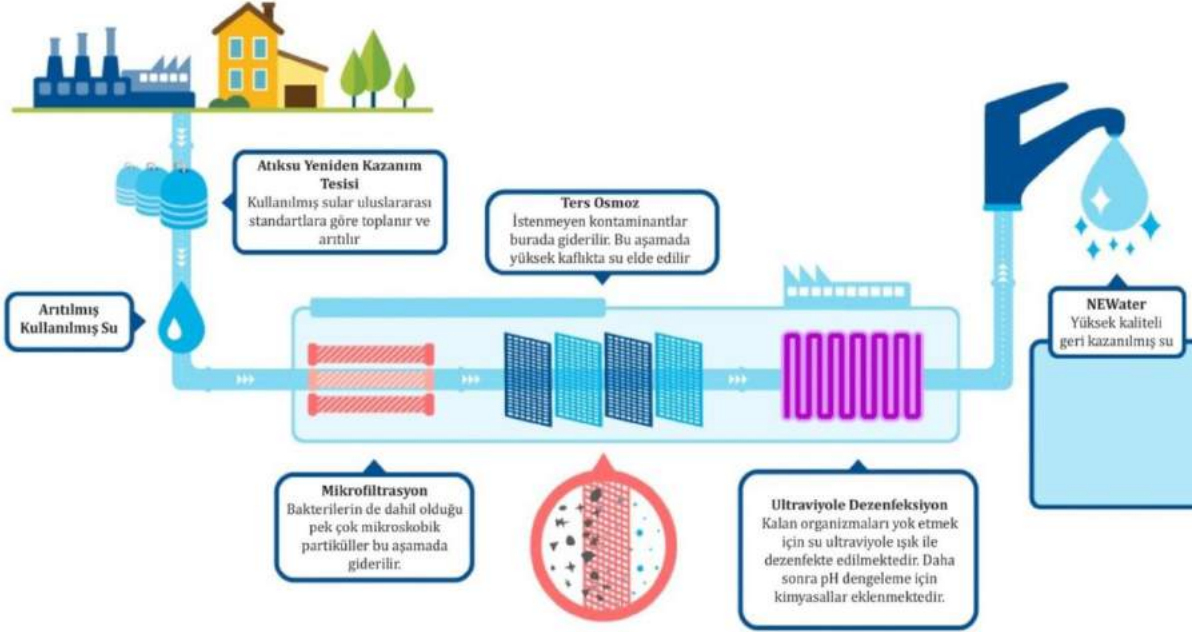 Atıksu Yeniden Kazanım
Tesisi
Kullanılmış sular uluslararası
standartlara göre toplanır ve
arıtılır
Arıtılmış
Kullanılmış Su
Ters Osmoz
İstenmeyen kontaminantlar
burada giderilir. Bu aşamada
yüksek kaflıkta su elde edilir
NEWater
Yüksek kaliteli
geri kazanılmış su
Mikrofiltrasyon
Bakterilerin de dahil olduğu
pek çok mikroskobik
partiküller bu aşamada
giderilir.
Ultraviyole Dezenfeksiyon
Kalan organizmaları yok etmek
için su ultraviyole ışık ile
dezenfekte edilmektedir. Daha
sonra pH dengeleme için
kimyasallar eklenmektedir.